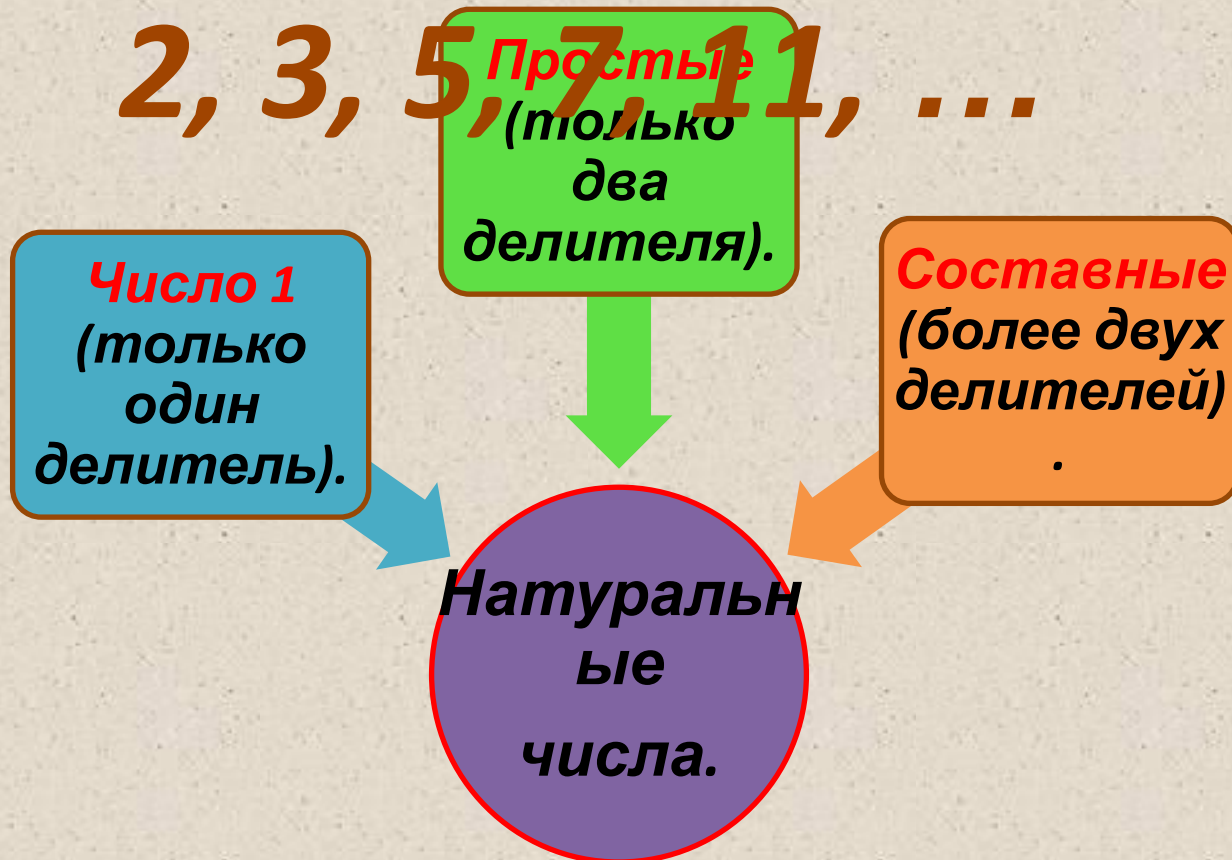 2, 3, 5, 7, 11, ...
Простые
(только
два
делителя).
Число 1
(только
один
делитель).
Составные
(более двух
делителей)
.
Натуральн
ые
числа.